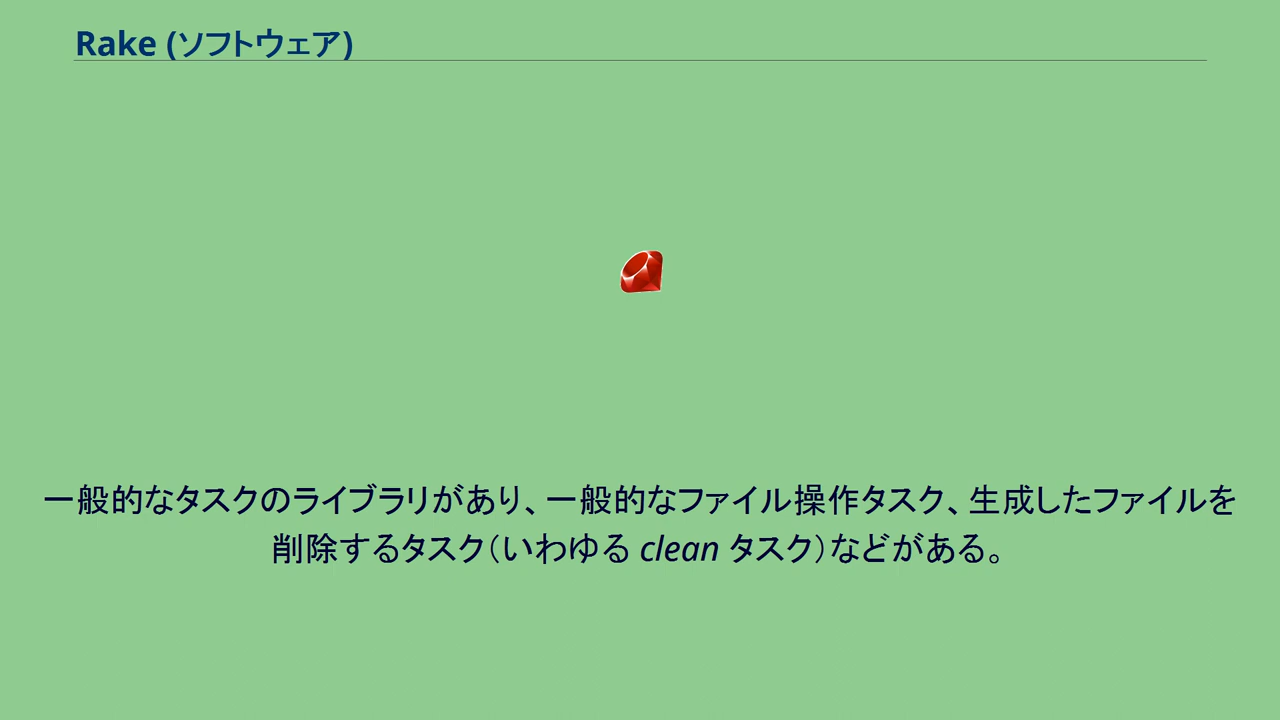 Rake (ソフトウェア)
一般的なタスクのライブラリがあり、一般的なファイル操作タスク、生成したファイルを
削除するタスク（いわゆる clean タスク）などがある。